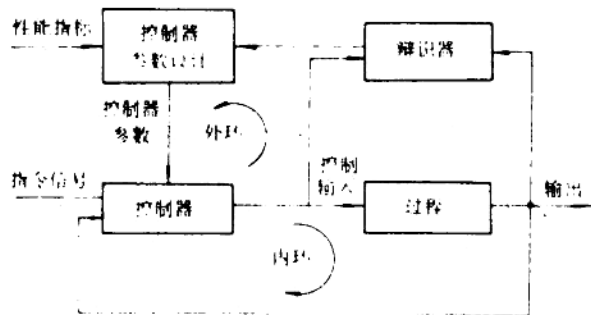 性能指标
控制器
参数设计
辨识器
控制器
参数
外环
指令信号
控制
输入
控制器
过程
输出
内环